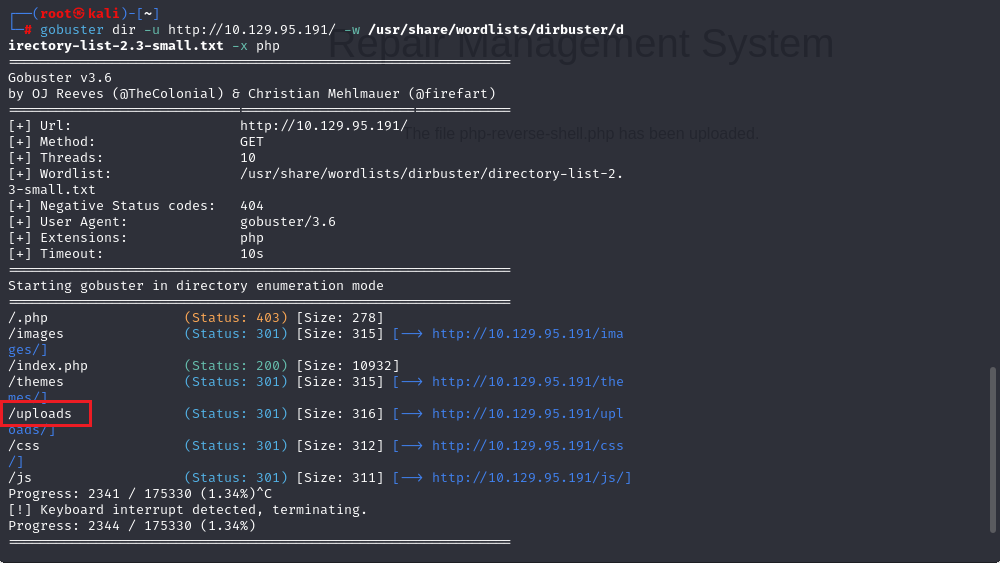 ┌──(root㉿kali)-[~]
└─# gobuster dir -u http://10.129.95.191/ -w /usr/share/wordlists/dirbuster/d
irectory-list-2.3-small.txt -x php
Repair Management System
===============================================================
Gobuster v3.6
by OJ Reeves (@TheColonial) & Christian Mehlmauer (@firefart)
===============================================================
[+] Url:                     http://10.129.95.191/
The file php-reverse-shell.php has been uploaded.
[+] Method:                  GET
[+] Threads:                 10
[+] Wordlist:                /usr/share/wordlists/dirbuster/directory-list-2.
3-small.txt
[+] Negative Status codes:   404
[+] User Agent:              gobuster/3.6
[+] Extensions:              php
[+] Timeout:                 10s
===============================================================
Starting gobuster in directory enumeration mode
===============================================================
/.php                 (Status: 403) [Size: 278]
/images               (Status: 301) [Size: 315] [--> http://10.129.95.191/ima
ges/]
/index.php            (Status: 200) [Size: 10932]
/themes               (Status: 301) [Size: 315] [--> http://10.129.95.191/the
mes/]
/uploads              (Status: 301) [Size: 316] [--> http://10.129.95.191/upl
oads/]
/css                  (Status: 301) [Size: 312] [--> http://10.129.95.191/css
/]
/js                   (Status: 301) [Size: 311] [--> http://10.129.95.191/js/]
Progress: 2341 / 175330 (1.34%)^C
[!] Keyboard interrupt detected, terminating.
Progress: 2344 / 175330 (1.34%)
===============================================================